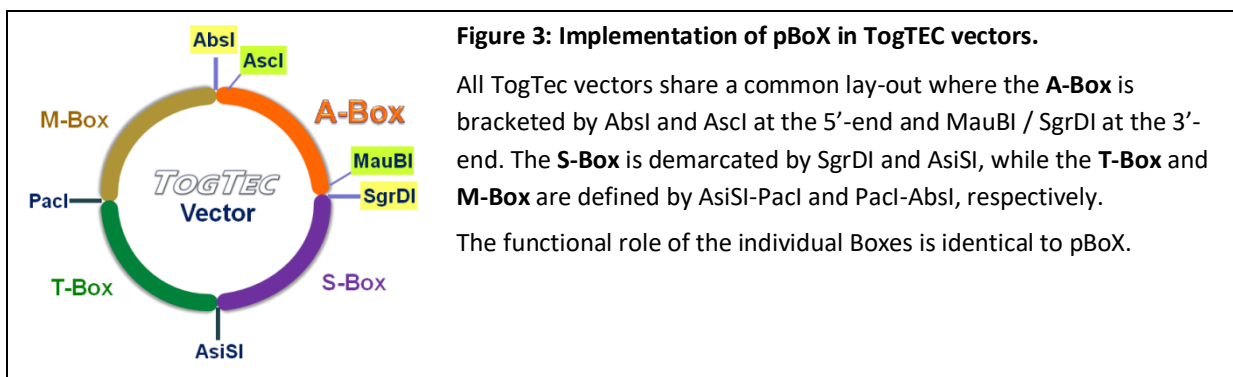 AbsI
AscI
M-Box
A-Box
MauBI
TOGTEC
Vector
PacI
SgrDI
T-Box
S-Box
AsiSI
Figure 3: Implementation of pBoX in TogTEC vectors.
All TogTec vectors share a common lay-out where the A-Box is
bracketed by AbsI and AscI at the 5’-end and MauBI / SgrDI at the 3’-
end. The S-Box is demarcated by SgrDI and AsiSI, while the T-Box and
M-Box are defined by AsiSI-PacI and PacI-AbsI, respectively.
The functional role of the individual Boxes is identical to pBoX.